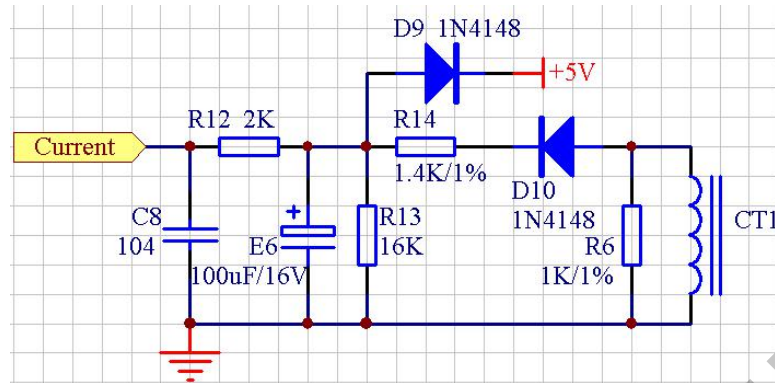 D9 1N4148
+5V
R12 2K
R14
Current
1.4K/1%
D10
1N4148
C8
104
E6
100uF/16V
R13
16K
R6
1K/1%
CT1